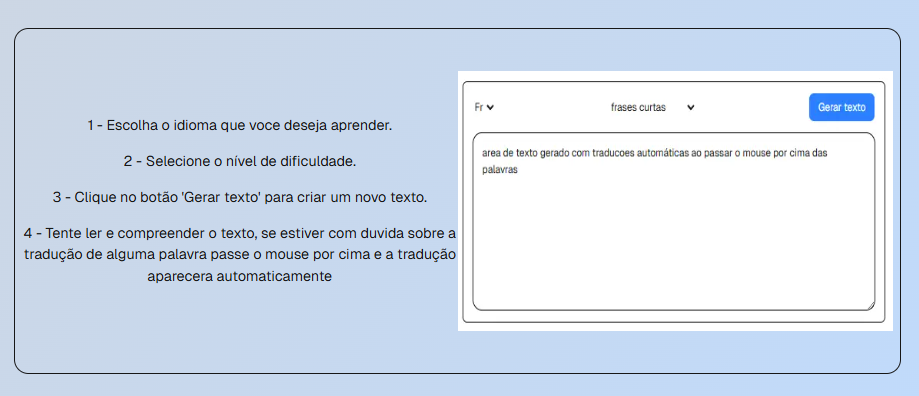 1 - Escolha o idioma que voce deseja aprender.
2 - Selecione o nível de dificuldade.
3 - Clique no botão 'Gerar texto' para criar um novo texto.
4 - Tente ler e compreender o texto, se estiver com duvida sobre a
tradução de alguma palavra passe o mouse por cima e a tradução
aparecera automaticamente
Fr
frases curtas
Gerar texto
area de texto gerado com traducoes automáticas ao passar o mouse por cima das
palavras